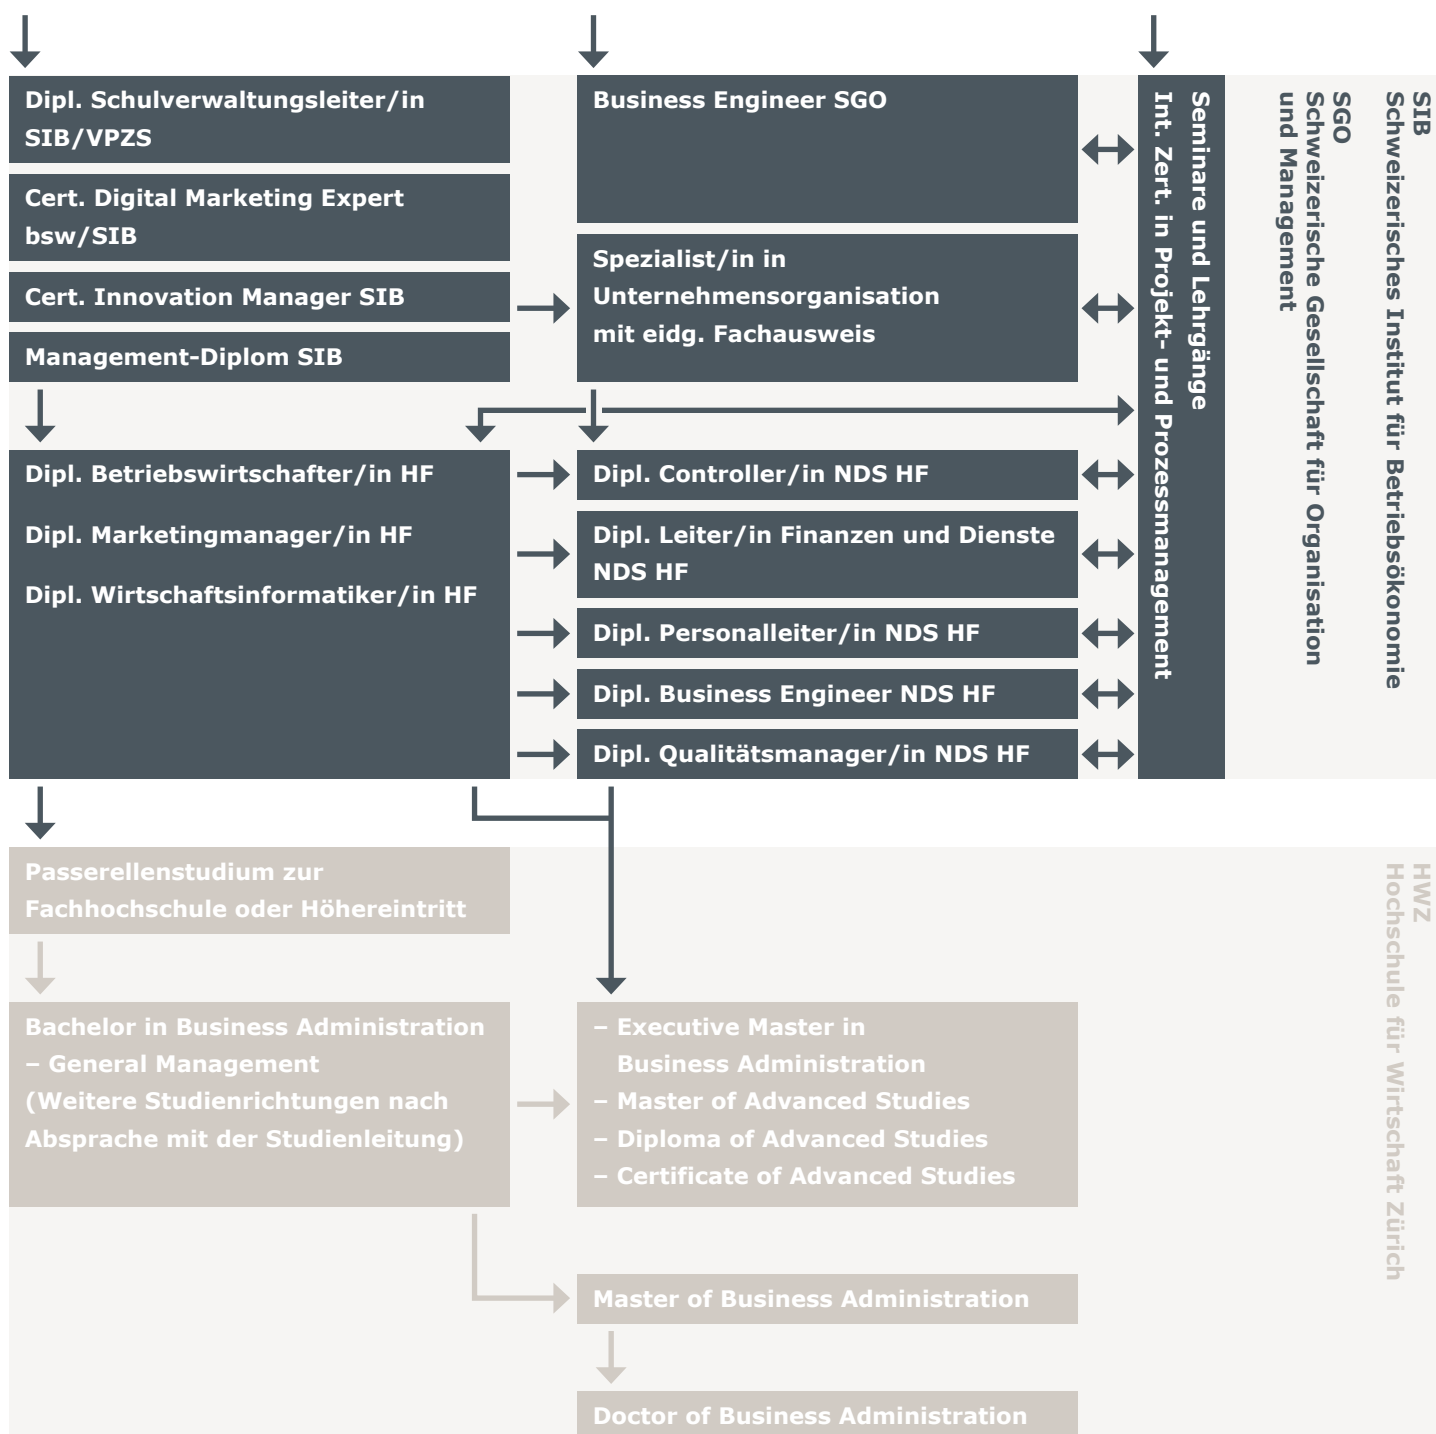 Dipl. Schulverwaltungsleiter/in
SIB/VPZS
Cert. Digital Marketing Expert
bsw/SIB
Cert. Innovation Manager SIB
Management-Diplom SIB
Business Engineer SGO
Spezialist/in in
Unternehmensorganisation
mit eidg. Fachausweis
Dipl. Betriebswirtschafter/in HF
Dipl. Marketingmanager/in HF
Dipl. Wirtschaftsinformatiker/in HF
Dipl. Controller/in NDS HF
Dipl. Leiter/in Finanzen und Dienste
NDS HF
Dipl. Personalleiter/in NDS HF
Dipl. Business Engineer NDS HF
Dipl. Qualitätsmanager/in NDS HF
Seminare und Lehrgänge
Int. Zert. in Projekt- und Prozessmanagement
SIB
Schweizerisches Institut für Betriebsökonomie
SGO
Schweizerische Gesellschaft für Organisation
und Management
Passerellenstudium zur
Fachhochschule oder Höhereintritt
Bachelor in Business Administration
– General Management
(Weitere Studienrichtungen nach
Absprache mit der Studienleitung)
– Executive Master in
Business Administration
– Master of Advanced Studies
– Diploma of Advanced Studies
– Certificate of Advanced Studies
Master of Business Administration
Doctor of Business Administration
HWZ
Hochschule für Wirtschaft Zürich